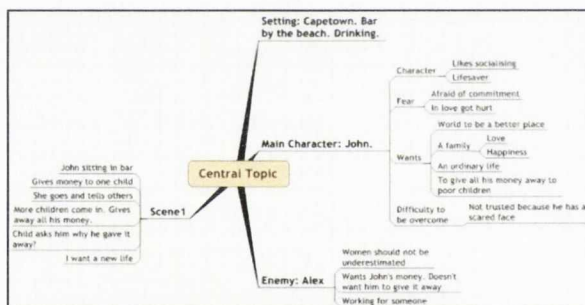 Setting: Capetown. Bar
by the beach. Drinking.
Character
Likes socialising
Lifesaver
Fear
Afraid of commitment
In love got hurt
Main Character: John.
Wants
World to be a better place
A family
Love
Happiness
An ordinary life
To give all his money away to
poor children
Difficulty to
be overcome
Not trusted because he has a
scared face
Central Topic
Scene1
John sitting in bar
Gives money to one child
She goes and tells others
More children come in. Gives
away all his money.
Child asks him why he gave it
away?
I want a new life
Enemy: Alex
Women should not be
underestimated
Wants John's money. Doesn't
want him to give it away
Working for someone